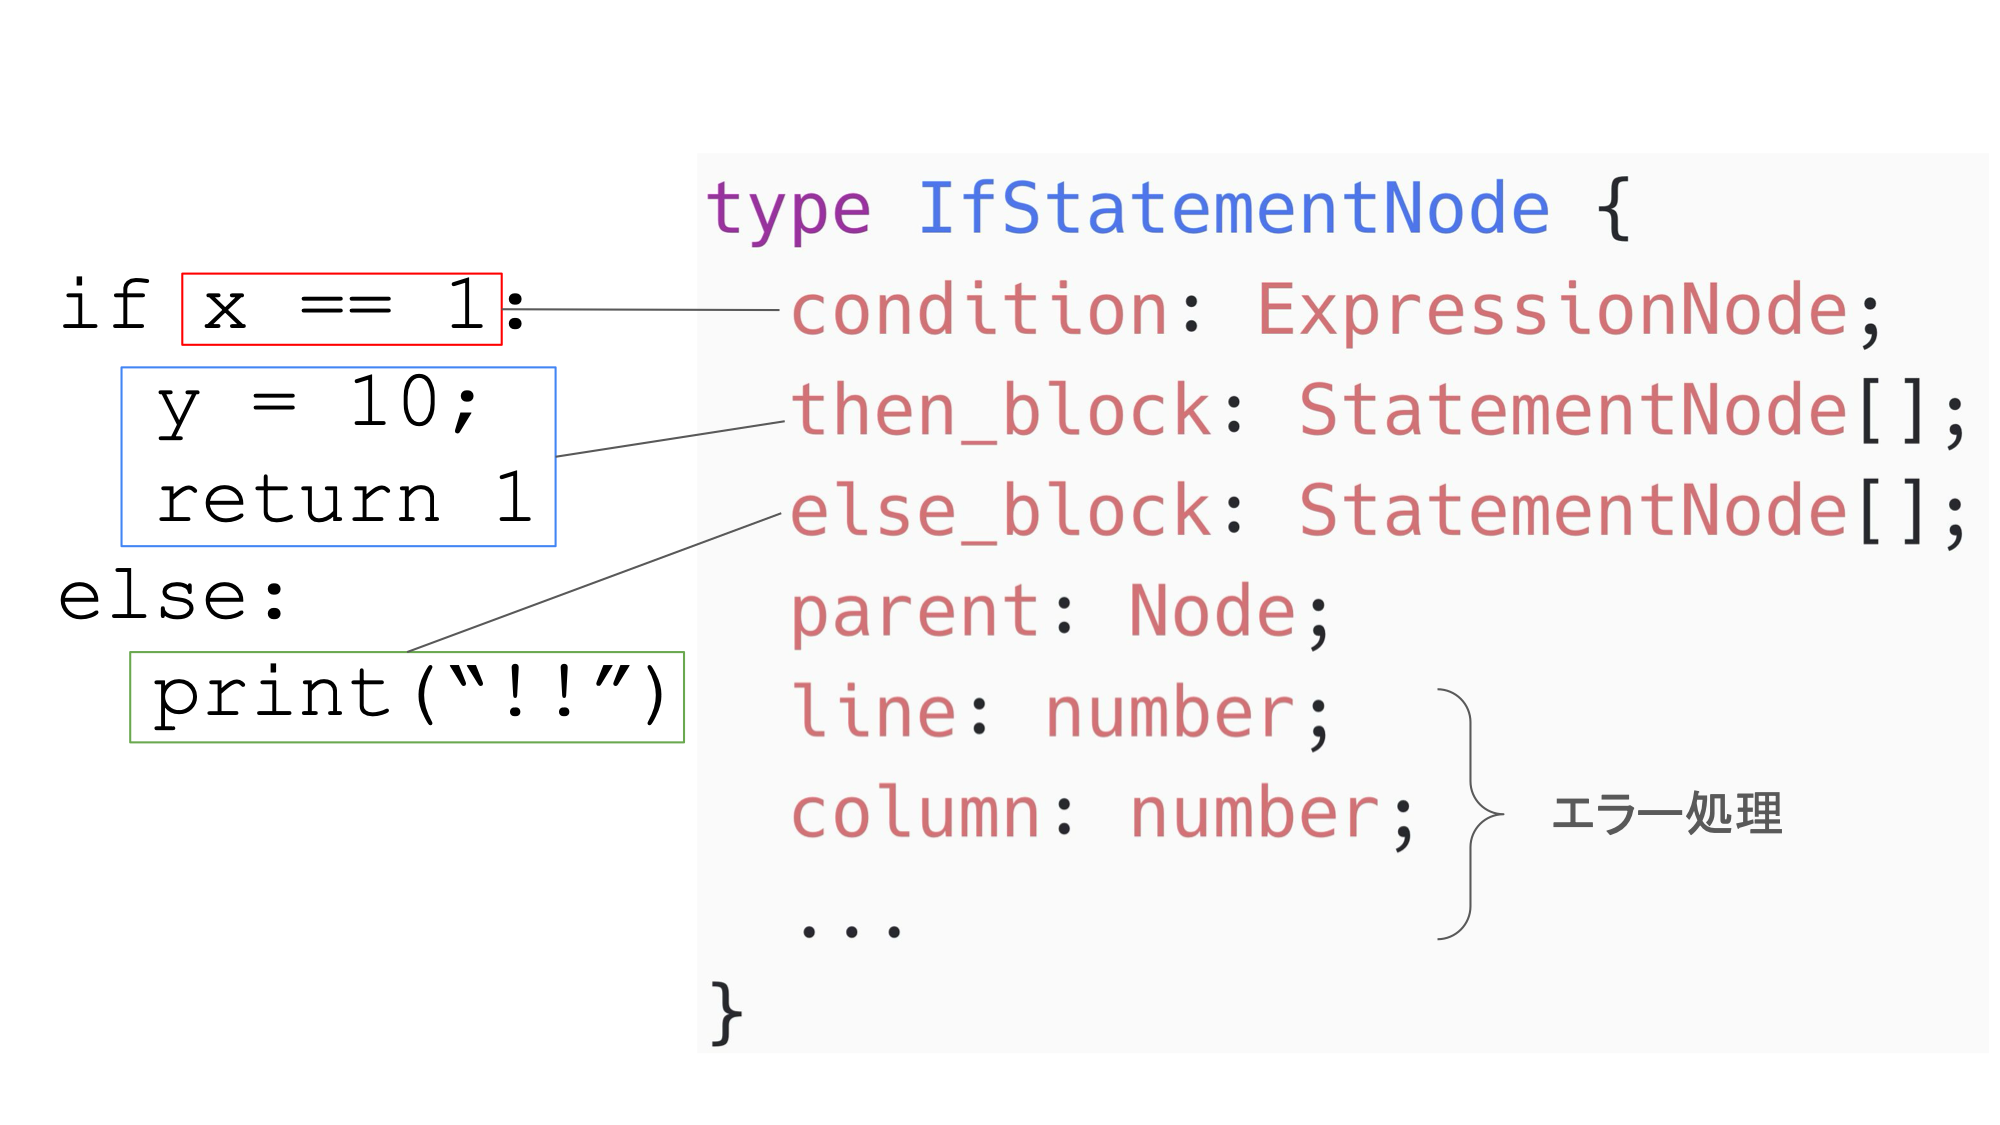 if x == 1:
y = 10;
return 1
else:
print(“!!”)
type IfStatementNode {
condition: ExpressionNode;
then_block: StatementNode[];
else_block: StatementNode[];
parent: Node;
line: number;
column: number;
...
}
エラー処理